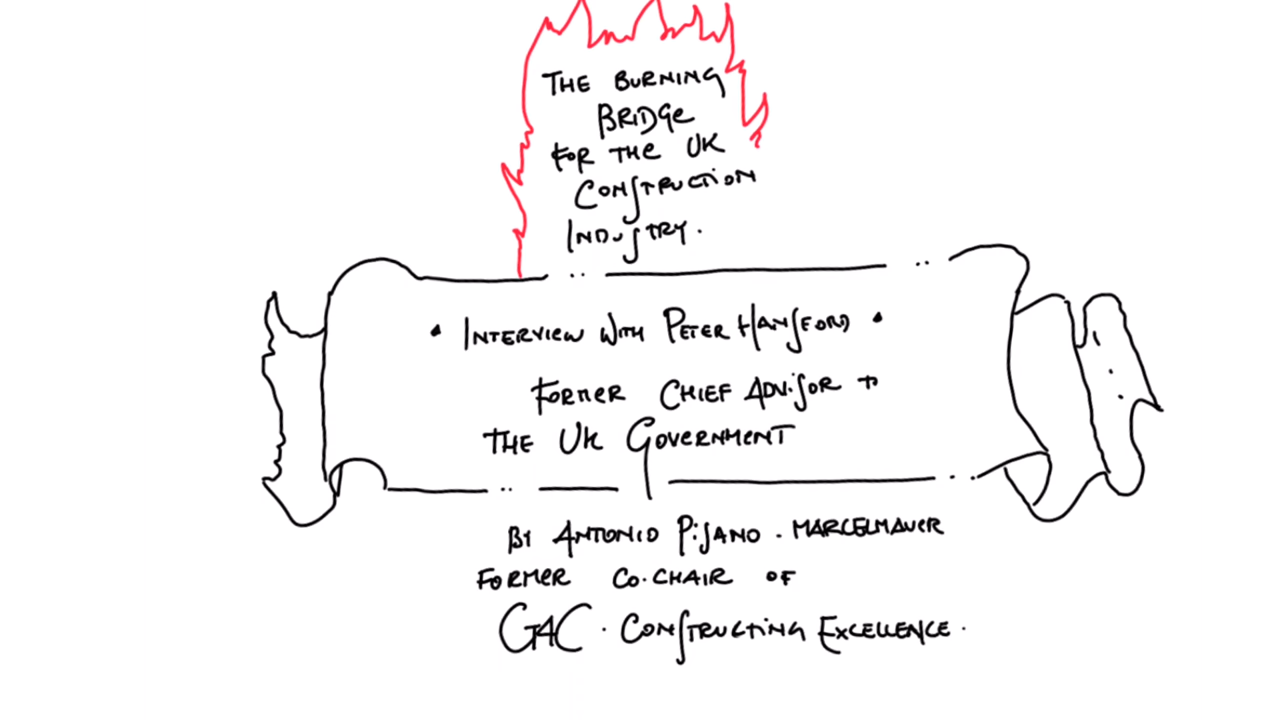 THE BURNING
BRIDGE
FOR THE UK
CONSTRUCTION
INDUSTRY.
• INTERVIEW WITH PETER HANSFORD •
FORMER CHIEF ADVISOR to
THE UK GOVERNMENT
BY ANTONIO PISANO . MARCELMAUER
FORMER CO.CHAIR OF
G4C . CONSTRUCTING EXCELLENCE .